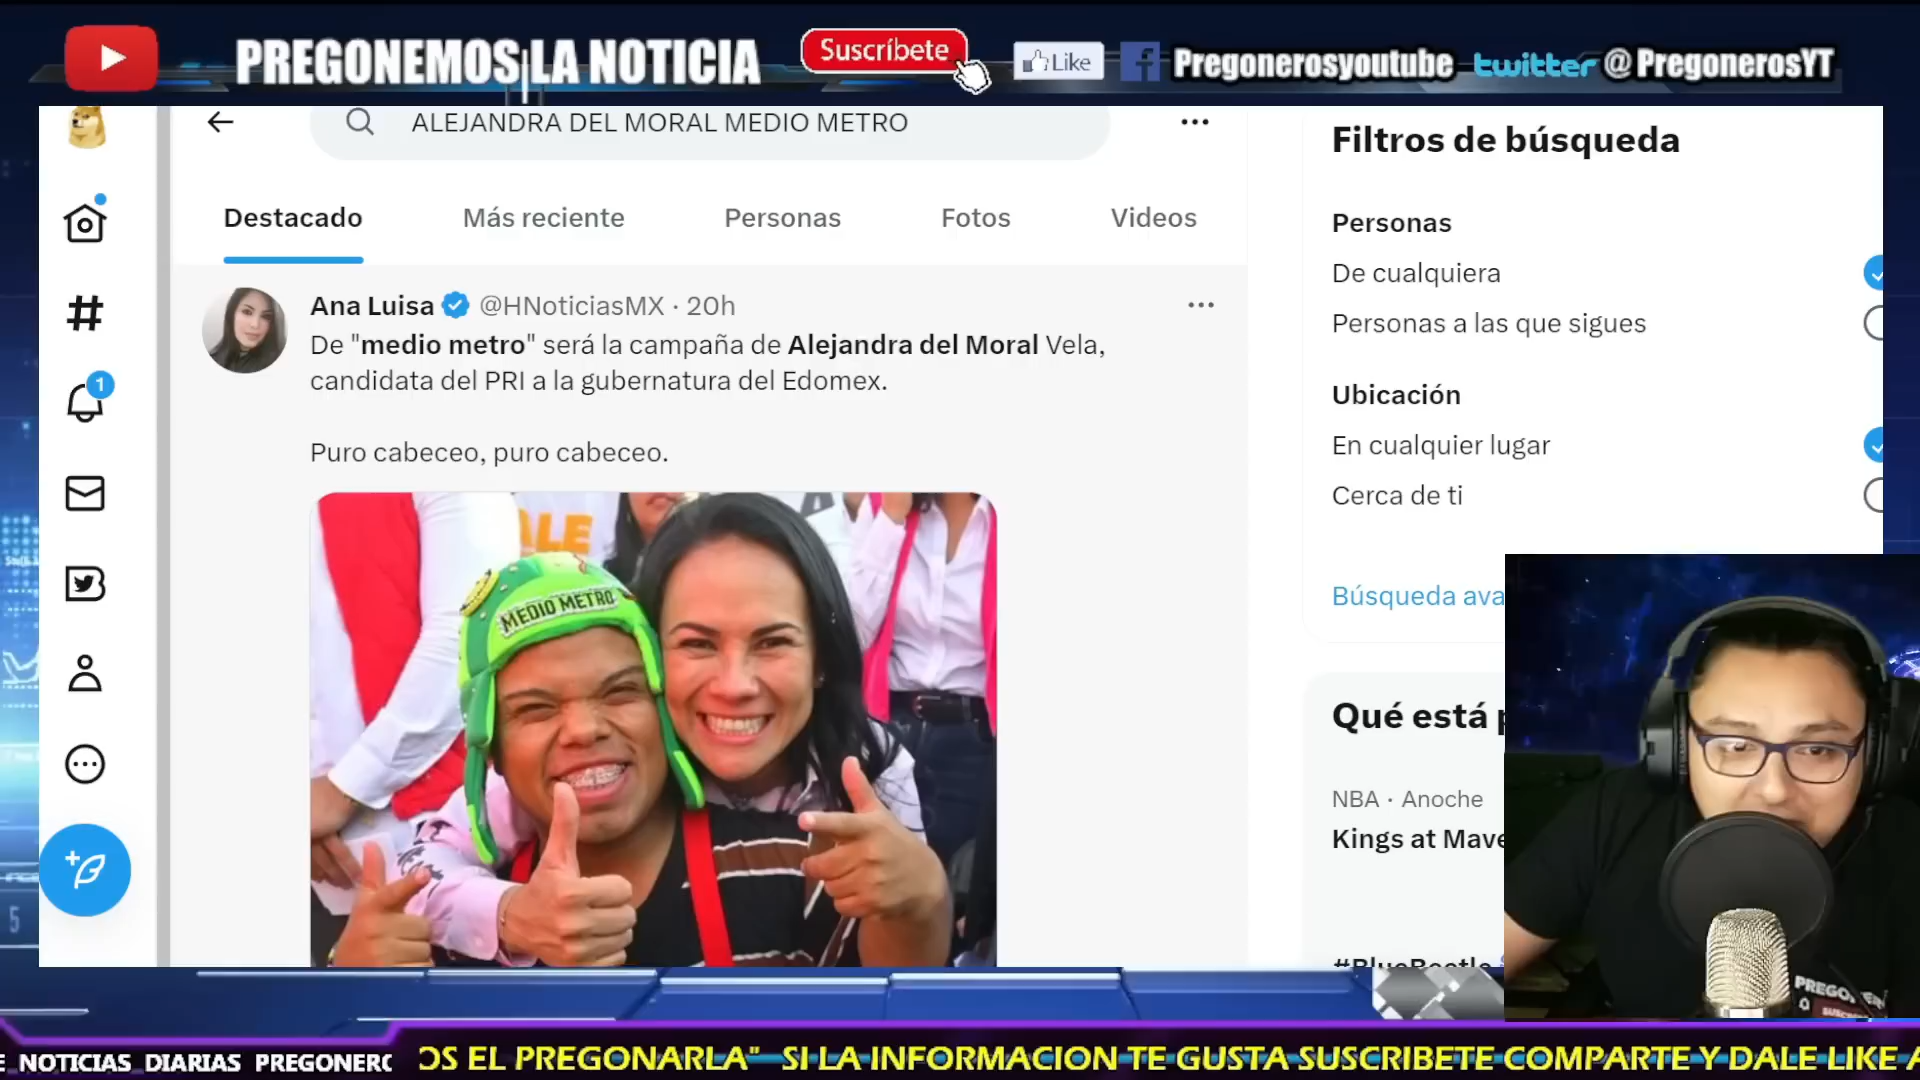 PREGONEMOS LA NOTICIA
Suscríbete
Like
Pregonerosyoutube
twitter @PregonerosYT
ALEJANDRA DEL MORAL MEDIO METRO
Destacado
Más reciente
Personas
Fotos
Videos
Ana Luisa @HNoticiasMX · 20h
De "medio metro" será la campaña de Alejandra del Moral Vela,
candidata del PRI a la gubernatura del Edomex.
Puro cabeceo, puro cabeceo.
ALE
MEDIO METRO
1
Filtros de búsqueda
Personas
De cualquiera
Personas a las que sigues
Ubicación
En cualquier lugar
Cerca de ti
Búsqueda ava
Qué está p
NBA · Anoche
Kings at Mave
#BlueBeetle
E NOTICIAS DIARIAS PREGONERO
OS EL PREGONARLA" SI LA INFORMACION TE GUSTA SUSCRIBETE COMPARTE Y DALE LIKE A